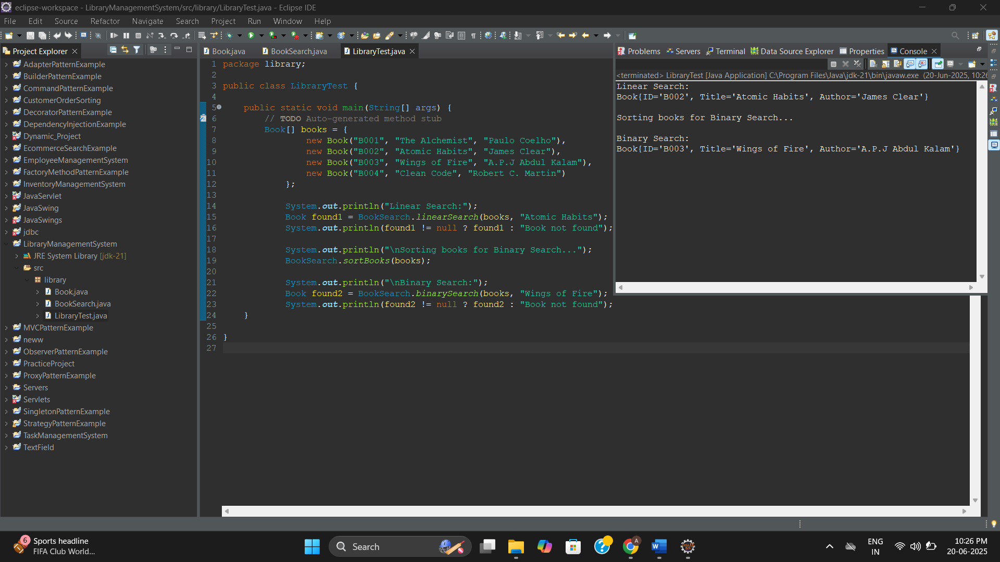 eclipse-workspace - LibraryManagementSystem/src/library/LibraryTest.java - Eclipse IDE
File Edit Source Refactor Navigate Search Project Run Window Help
Project Explorer
AdapterPatternExample
BuilderPatternExample
CommandPatternExample
CustomerOrderSorting
DecoratorPatternExample
DependencyInjectionExample
Dynamic_Project
EcommerceSearchExample
EmployeeManagementSystem
FactoryMethodPatternExample
InventoryManagementSystem
JavaServlet
JavaSwing
JavaSwings
jdbc
LibraryManagementSystem
JRE System Library [jdk-21]
src
library
Book.java
BookSearch.java
LibraryTest.java
MVCPatternExample
neww
ObserverPatternExample
PracticeProject
ProxyPatternExample
Servers
Servlets
SingletonPatternExample
StrategyPatternExample
TaskManagementSystem
TextField
Book.java BookSearch.java LibraryTest.java
1 package library;
2
3 public class LibraryTest {
4
5 public static void main(String[] args) {
6 // TODO Auto-generated method stub
7 Book[] books = {
8 new Book("B001", "The Alchemist", "Paulo Coelho"),
9 new Book("B002", "Atomic Habits", "James Clear"),
10 new Book("B003", "Wings of Fire", "A.P.J Abdul Kalam"),
11 new Book("B004", "Clean Code", "Robert C. Martin")
12 };
13
14 System.out.println("Linear Search:");
15 Book found1 = BookSearch.linearSearch(books, "Atomic Habits");
16 System.out.println(found1 != null ? found1 : "Book not found");
17
18 System.out.println("\nSorting books for Binary Search...");
19 BookSearch.sortBooks(books);
20
21 System.out.println("\nBinary Search:");
22 Book found2 = BookSearch.binarySearch(books, "Wings of Fire");
23 System.out.println(found2 != null ? found2 : "Book not found");
24 }
25
26 }
27
Problems Servers Terminal Data Source Explorer Properties Console
<terminated> LibraryTest [Java Application] C:\Program Files\Java\jdk-21\bin\javaw.exe (20-Jun-2025, 10:26
Linear Search:
Book{ID='B002', Title='Atomic Habits', Author='James Clear'}
Sorting books for Binary Search...
Binary Search:
Book{ID='B003', Title='Wings of Fire', Author='A.P.J Abdul Kalam'}
6
Sports headline
FIFA Club World...
Search
A
W
ENG
IN
10:26 PM
20-06-2025